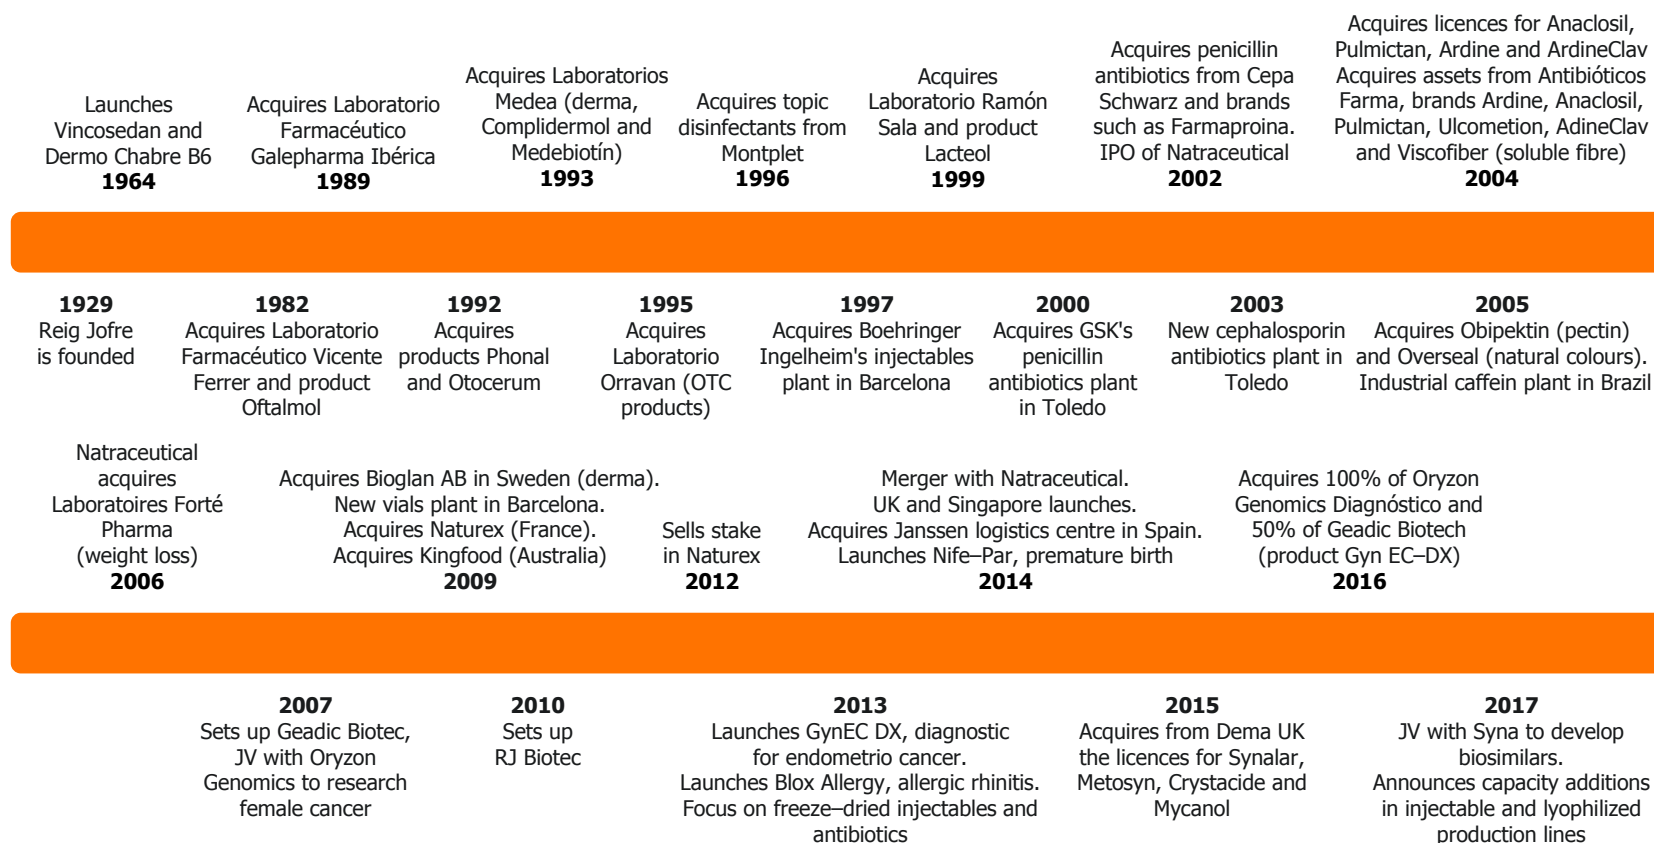 Launches
Vincosedan and
Dermo Chabre B6
1964
Acquires Laboratorio
Farmacéutico
Galepharma Ibérica
1989
Acquires Laboratorios
Medea (derma,
Complidermol and
Medebiotín)
1993
Acquires topic
disinfectants from
Montplet
1996
Acquires
Laboratorio Ramón
Sala and product
Lacteol
1999
Acquires penicillin
antibiotics from Cepa
Schwarz and brands
such as Farmaproina.
IPO of Natraceutical
2002
Acquires licences for Anaclosil,
Pulmictan, Ardine and ArdineClav
Acquires assets from Antibióticos
Farma, brands Ardine, Anaclosil,
Pulmictan, Ulcometion, AdineClav
and Viscofiber (soluble fibre)
2004
1929
Reig Jofre
is founded
1982
Acquires Laboratorio
Farmacéutico Vicente
Ferrer and product
Oftalmol
1992
Acquires
products Phonal
and Otocerum
1995
Acquires
Laboratorio
Orravan (OTC
products)
1997
Acquires Boehringer
Ingelheim's injectables
plant in Barcelona
2000
Acquires GSK's
penicillin
antibiotics plant
in Toledo
2003
New cephalosporin
antibiotics plant in
Toledo
2005
Acquires Obipektin (pectin)
and Overseal (natural colours).
Industrial caffein plant in Brazil
Natraceutical
acquires
Laboratoires Forté
Pharma
(weight loss)
2006
Acquires Bioglan AB in Sweden (derma).
New vials plant in Barcelona.
Acquires Naturex (France).
Acquires Kingfood (Australia)
2009
Sells stake
in Naturex
2012
Merger with Natraceutical.
UK and Singapore launches.
Acquires Janssen logistics centre in Spain.
Launches Nife–Par, premature birth
2014
Acquires 100% of Oryzon
Genomics Diagnóstico and
50% of Geadic Biotech
(product Gyn EC–DX)
2016
2007
Sets up Geadic Biotec,
JV with Oryzon
Genomics to research
female cancer
2010
Sets up
RJ Biotec
2013
Launches GynEC DX, diagnostic
for endometrio cancer.
Launches Blox Allergy, allergic rhinitis.
Focus on freeze–dried injectables and
antibiotics
2015
Acquires from Dema UK
the licences for Synalar,
Metosyn, Crystacide and
Mycanol
2017
JV with Syna to develop
biosimilars.
Announces capacity additions
in injectable and lyophilized
production lines